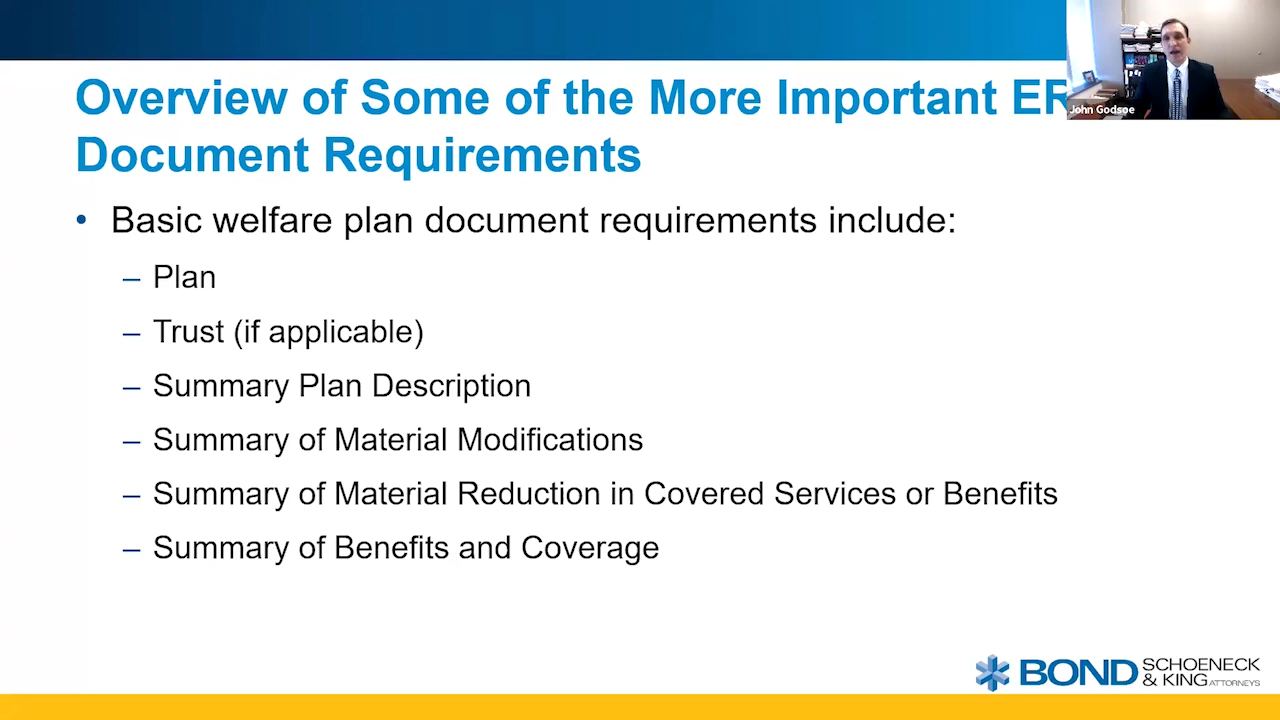 Overview of Some of the More Important ER
John Godsoe
Document Requirements
• Basic welfare plan document requirements include:
– Plan
– Trust (if applicable)
– Summary Plan Description
– Summary of Material Modifications
– Summary of Material Reduction in Covered Services or Benefits
– Summary of Benefits and Coverage
BOND SCHOENECK
& KING ATTORNEYS